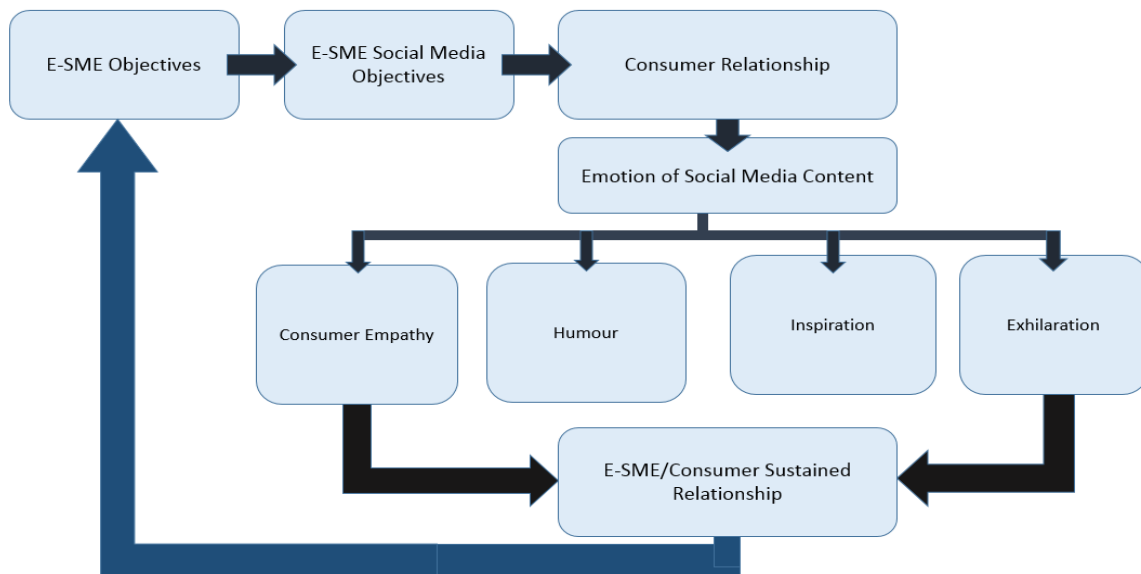 E-SME Objectives
E-SME Social Media
Objectives
Consumer Relationship
Emotion of Social Media Content
Consumer Empathy
Humour
Inspiration
Exhilaration
E-SME/Consumer Sustained
Relationship